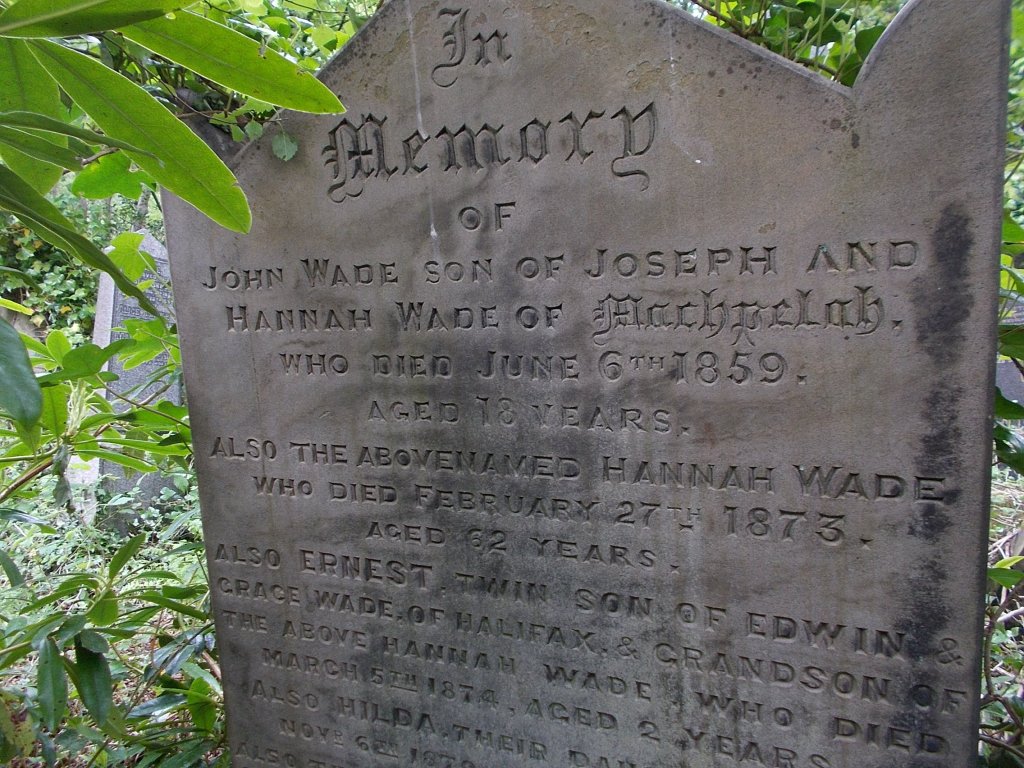 In
Memory
OF
JOHN WADE SON OF JOSEPH AND
HANNAH WADE OF Machpelah,
WHO DIED JUNE 6TH 1859.
AGED 18 YEARS.
ALSO THE ABOVENAMED HANNAH WADE
WHO DIED FEBRUARY 27TH 1873.
AGED 62 YEARS.
ALSO ERNEST, TWIN SON OF EDWIN &
GRACE WADE, OF HALIFAX, & GRANDSON OF
THE ABOVE HANNAH WADE, WHO DIED
MARCH 5TH 1874, AGED 2 YEARS
ALSO HILDA, THEIR
NOVR 6TH
ALSO